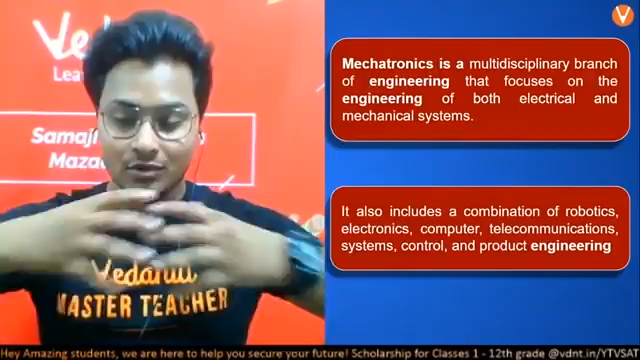 Ved
Lea
Samaj
Maza
Vedantu
MASTER TEACHER
V
Mechatronics is a multidisciplinary branch
of engineering that focuses on the
engineering of both electrical and
mechanical systems.
It also includes a combination of robotics,
electronics, computer, telecommunications,
systems, control, and product engineering
Hey Amazing students, we are here to help you secure your future! Scholarship for Classes 1 - 12th grade @vdnt.in/YTVSAT